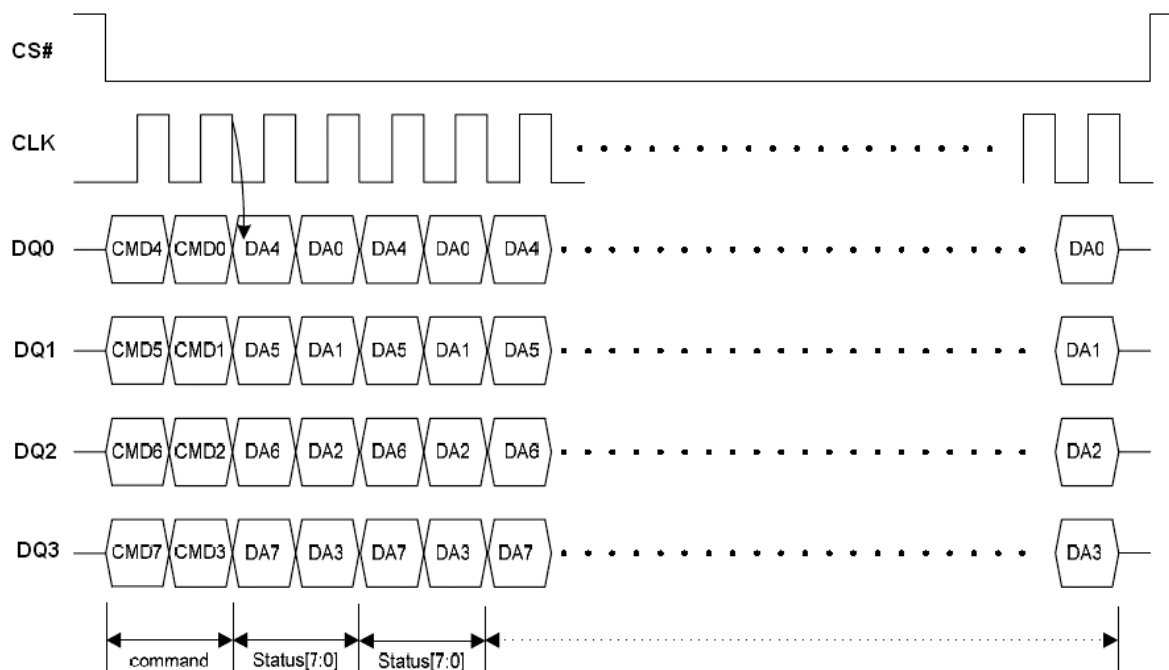 CS#
CLK
DQ0 CMD4 CMD0 DA4 DA0 DA4 DA0 DA4 DA0
DQ1 CMD5 CMD1 DA5 DA1 DA5 DA1 DA5 DA1
DQ2 CMD6 CMD2 DA6 DA2 DA6 DA2 DA6 DA2
DQ3 CMD7 CMD3 DA7 DA3 DA7 DA3 DA7 DA3
command Status[7:0] Status[7:0]